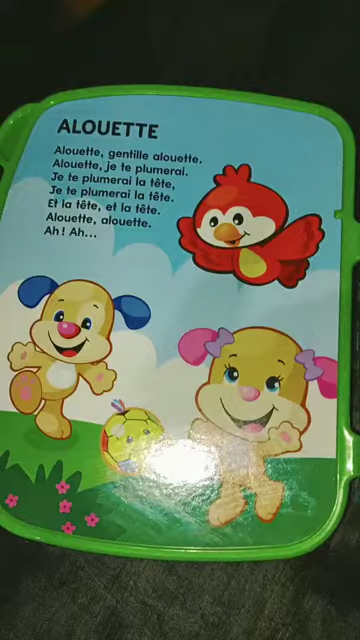 ALOUETTE
Alouette, gentille alouette.
Alouette, je te plumerai.
Je te plumerai la tête,
Je te plumerai la tête.
Et la tête, et la tête.
Alouette, alouette.
Ah! Ah...